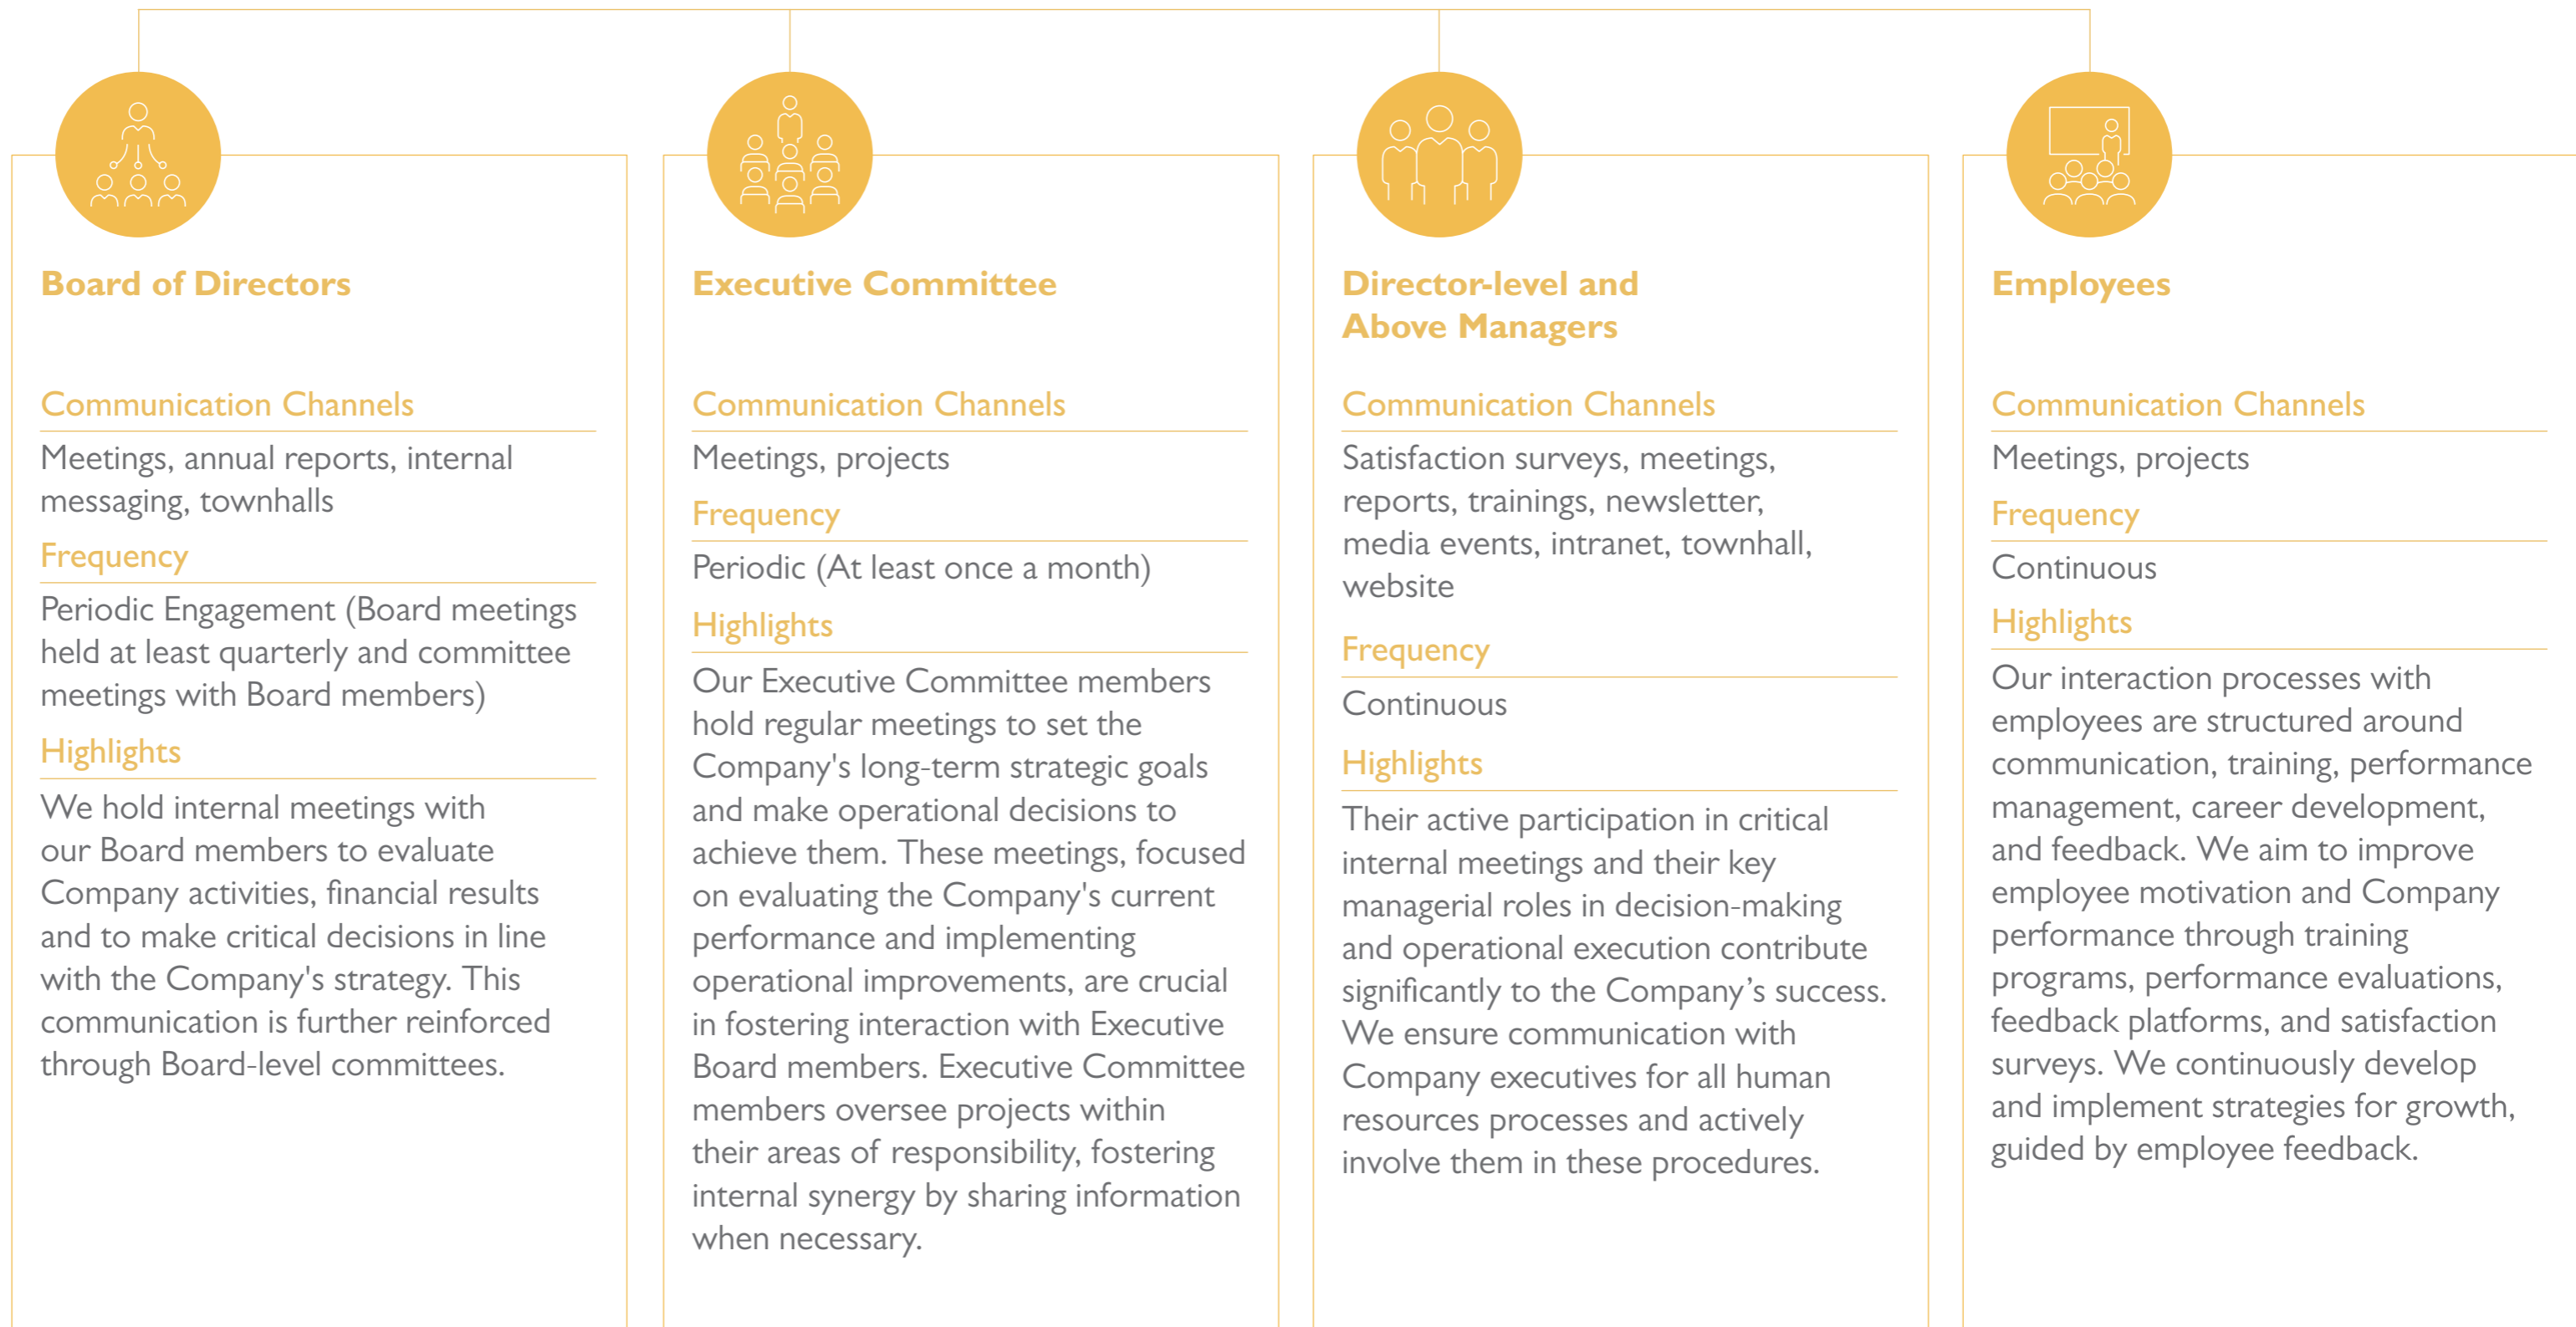 Board of Directors
Communication Channels
Meetings, annual reports, internal
messaging, townhalls
Frequency
Periodic Engagement (Board meetings
held at least quarterly and committee
meetings with Board members)
Highlights
We hold internal meetings with
our Board members to evaluate
Company activities, financial results
and to make critical decisions in line
with the Company's strategy. This
communication is further reinforced
through Board-level committees.
Executive Committee
Communication Channels
Meetings, projects
Frequency
Periodic (At least once a month)
Highlights
Our Executive Committee members
hold regular meetings to set the
Company's long-term strategic goals
and make operational decisions to
achieve them. These meetings, focused
on evaluating the Company's current
performance and implementing
operational improvements, are crucial
in fostering interaction with Executive
Board members. Executive Committee
members oversee projects within
their areas of responsibility, fostering
internal synergy by sharing information
when necessary.
Director-level and
Above Managers
Communication Channels
Satisfaction surveys, meetings,
reports, trainings, newsletter,
media events, intranet, townhall,
website
Frequency
Continuous
Highlights
Their active participation in critical
internal meetings and their key
managerial roles in decision-making
and operational execution contribute
significantly to the Company’s success.
We ensure communication with
Company executives for all human
resources processes and actively
involve them in these procedures.
Employees
Communication Channels
Meetings, projects
Frequency
Continuous
Highlights
Our interaction processes with
employees are structured around
communication, training, performance
management, career development,
and feedback. We aim to improve
employee motivation and Company
performance through training
programs, performance evaluations,
feedback platforms, and satisfaction
surveys. We continuously develop
and implement strategies for growth,
guided by employee feedback.